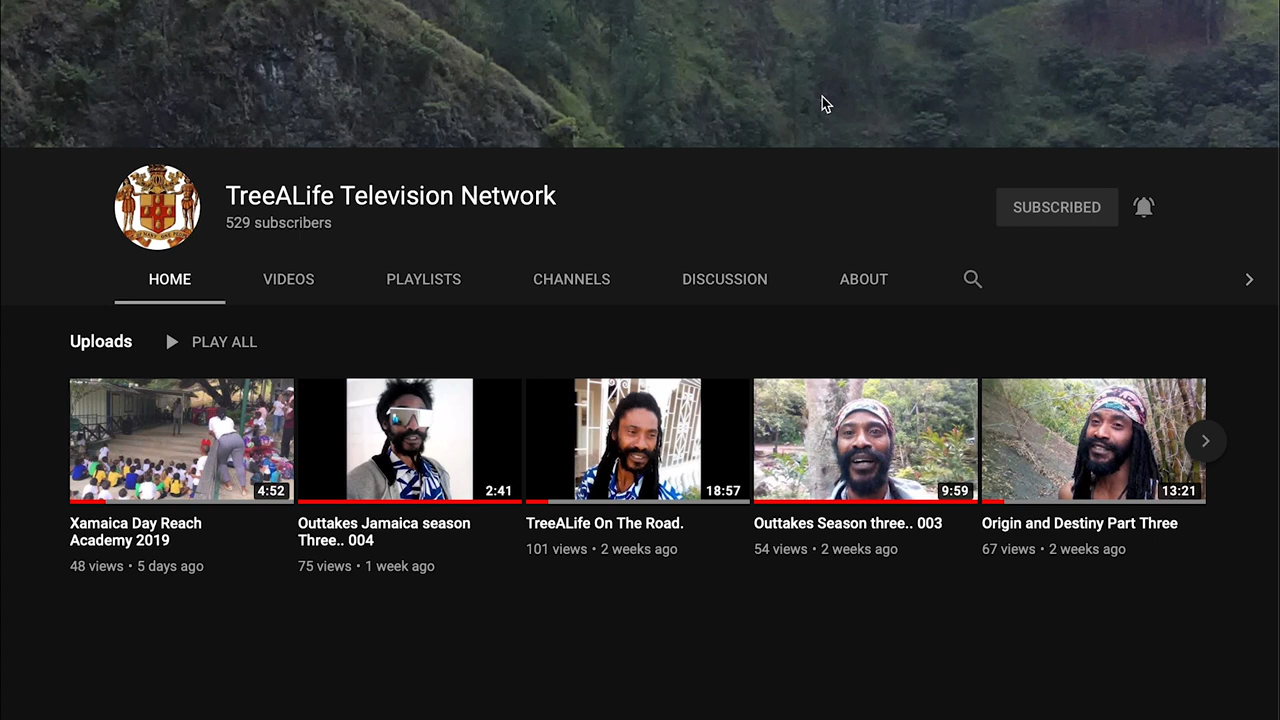 TreeALife Television Network
529 subscribers
SUBSCRIBED
HOME VIDEOS PLAYLISTS CHANNELS DISCUSSION ABOUT
Uploads PLAY ALL
4:52 2:41 18:57 9:59 13:21
Xamaica Day Reach
Academy 2019
48 views • 5 days ago
Outtakes Jamaica season
Three.. 004
75 views • 1 week ago
TreeALife On The Road.
101 views • 2 weeks ago
Outtakes Season three.. 003
54 views • 2 weeks ago
Origin and Destiny Part Three
67 views • 2 weeks ago